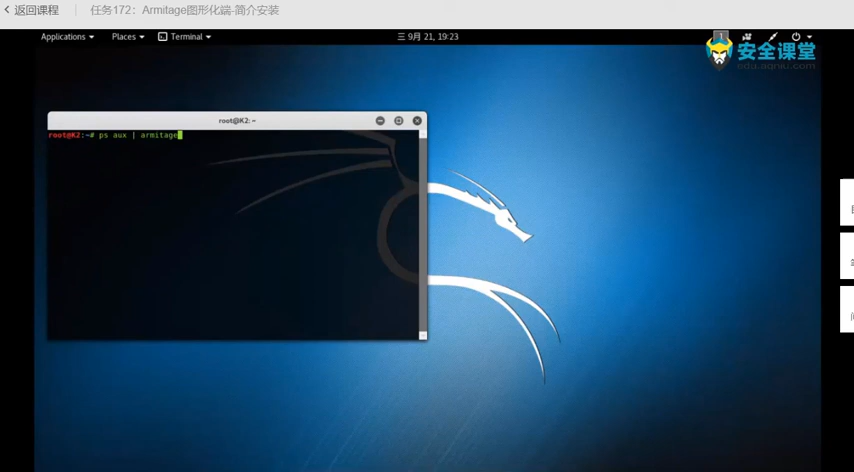 返回课程
任务172：Armitage图形化端-简介安装
Applications Places Terminal
三 9月 21, 19:23
1
安全课堂
edu.aqniu.com
root@K2: ~
root@K2:~# ps aux | armitage